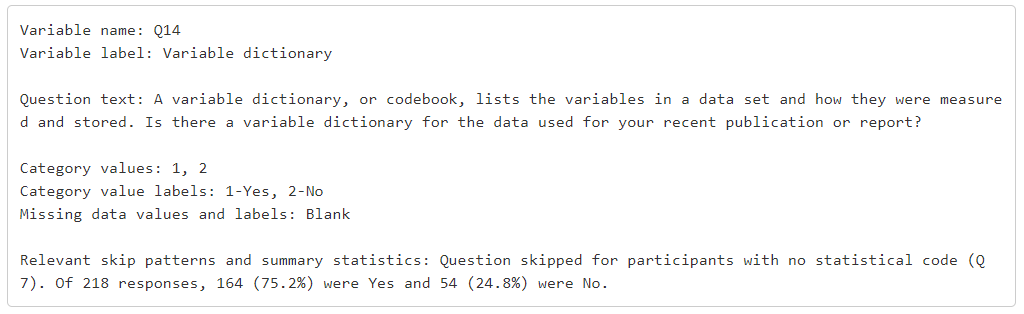 Variable name: Q14
Variable label: Variable dictionary
Question text: A variable dictionary, or codebook, lists the variables in a data set and how they were measure
d and stored. Is there a variable dictionary for the data used for your recent publication or report?
Category values: 1, 2
Category value labels: 1-Yes, 2-No
Missing data values and labels: Blank
Relevant skip patterns and summary statistics: Question skipped for participants with no statistical code (Q
7). Of 218 responses, 164 (75.2%) were Yes and 54 (24.8%) were No.